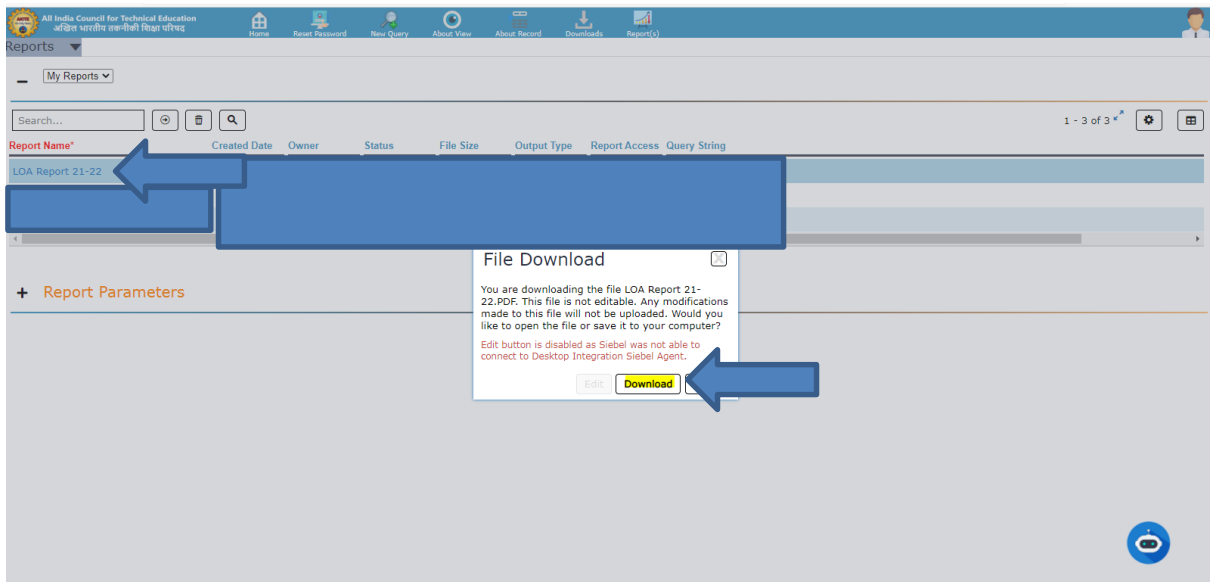 All India Council for Technical Education
अखिल भारतीय तकनीकी शिक्षा परिषद
Home Reset Password New Query About View About Record Downloads Report(s)
Reports
My Reports
Search...
1 - 3 of 3
Report Name* Created Date Owner Status File Size Output Type Report Access Query String
LOA Report 21-22
File Download
You are downloading the file LOA Report 21-
22.PDF. This file is not editable. Any modifications
made to this file will not be uploaded. Would you
like to open the file or save it to your computer?
Edit button is disabled as Siebel was not able to
connect to Desktop Integration Siebel Agent.
Edit Download
+ Report Parameters